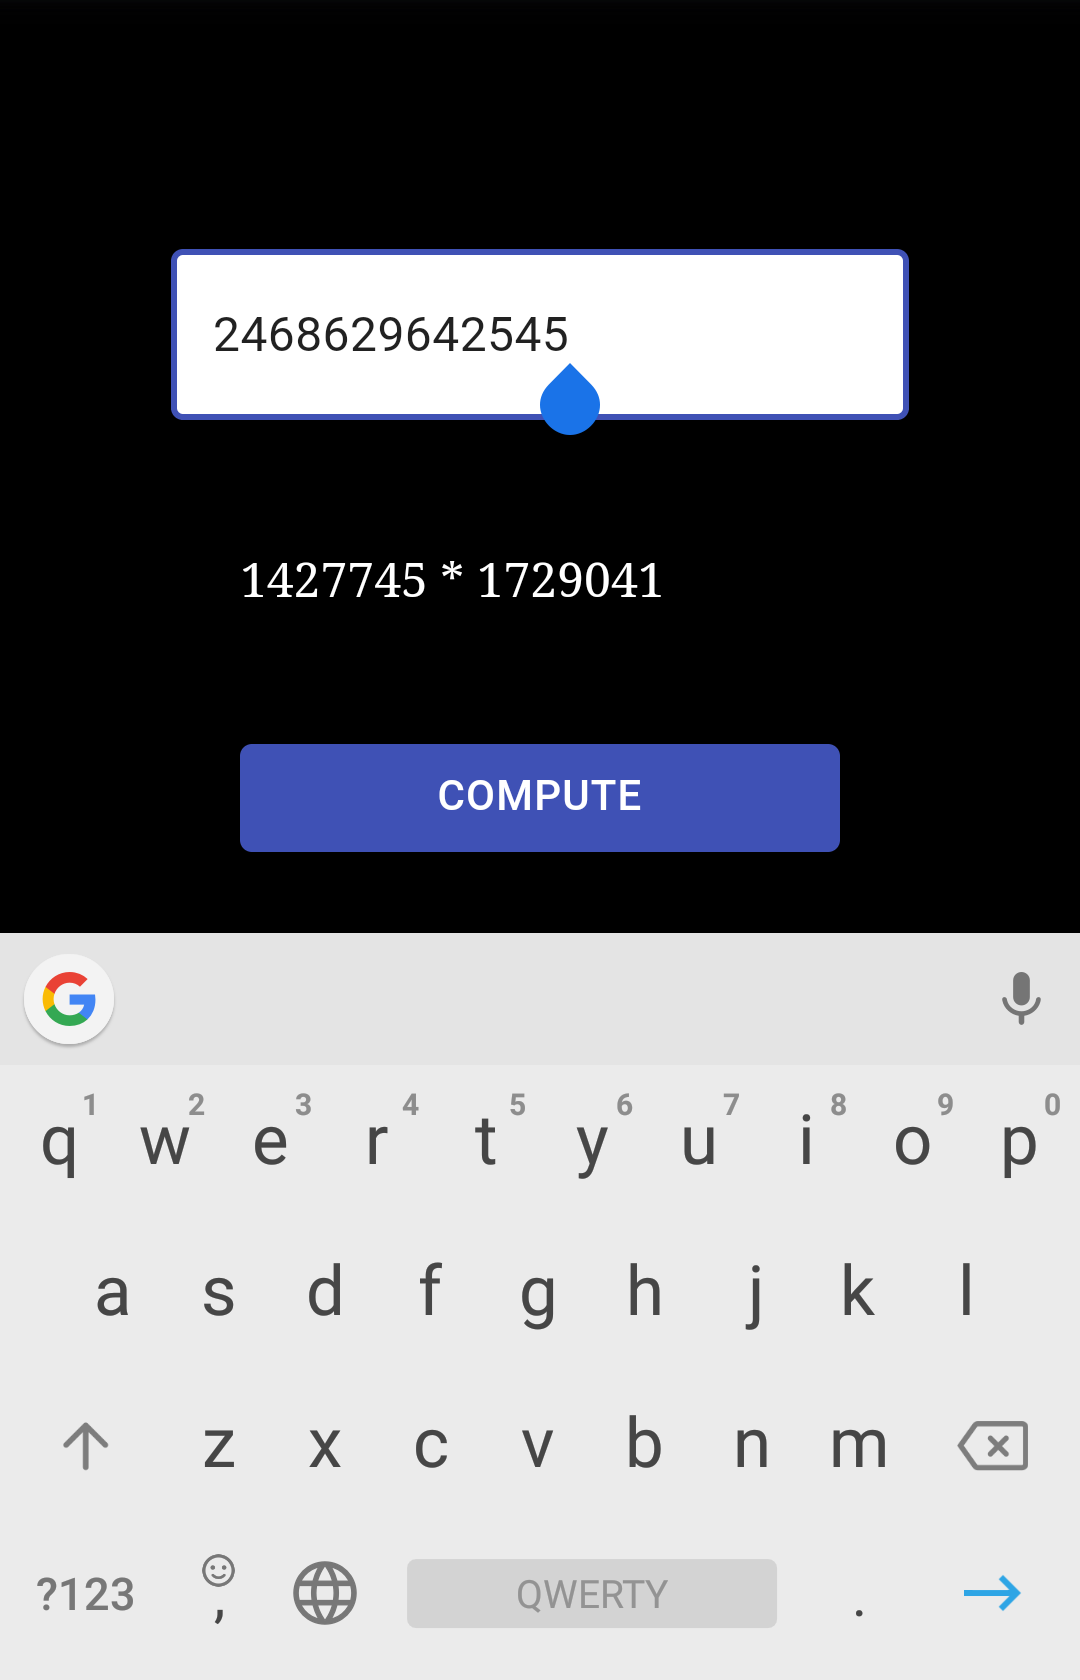 2468629642545
1427745 * 1729041
COMPUTE
1 2 3 4 5 6 7 8 9 0
q w e r t y u i o p
a s d f g h j k l
z x c v b n m
?123 , QWERTY .